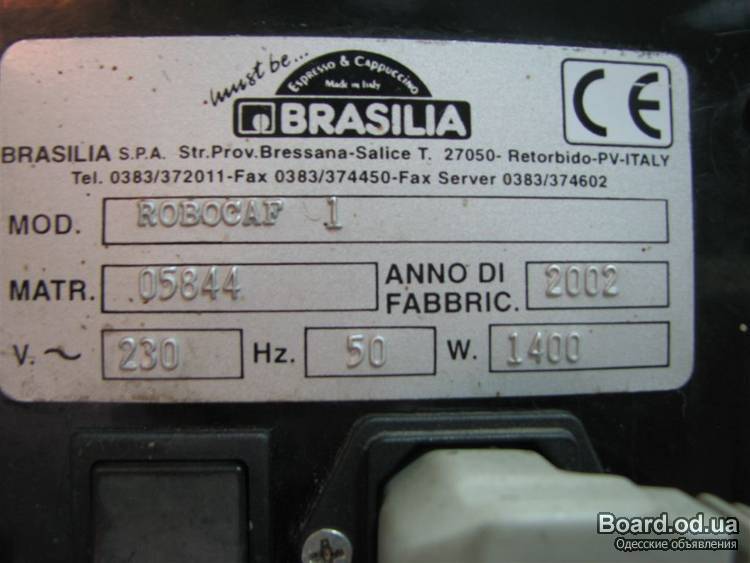 must be...
Espresso & Cappuccino
Made in Italy
BRASILIA
CE
BRASILIA S.P.A. Str.Prov.Bressana-Salice T. 27050- Retorbido-PV-ITALY
Tel. 0383/372011-Fax 0383/374450-Fax Server 0383/374602
MOD. ROBOCAF 1
MATR. 05844 ANNO DI FABBRIC. 2002
V. ~ 230 Hz. 50 W. 1400
Board.od.ua
Одесские объявления